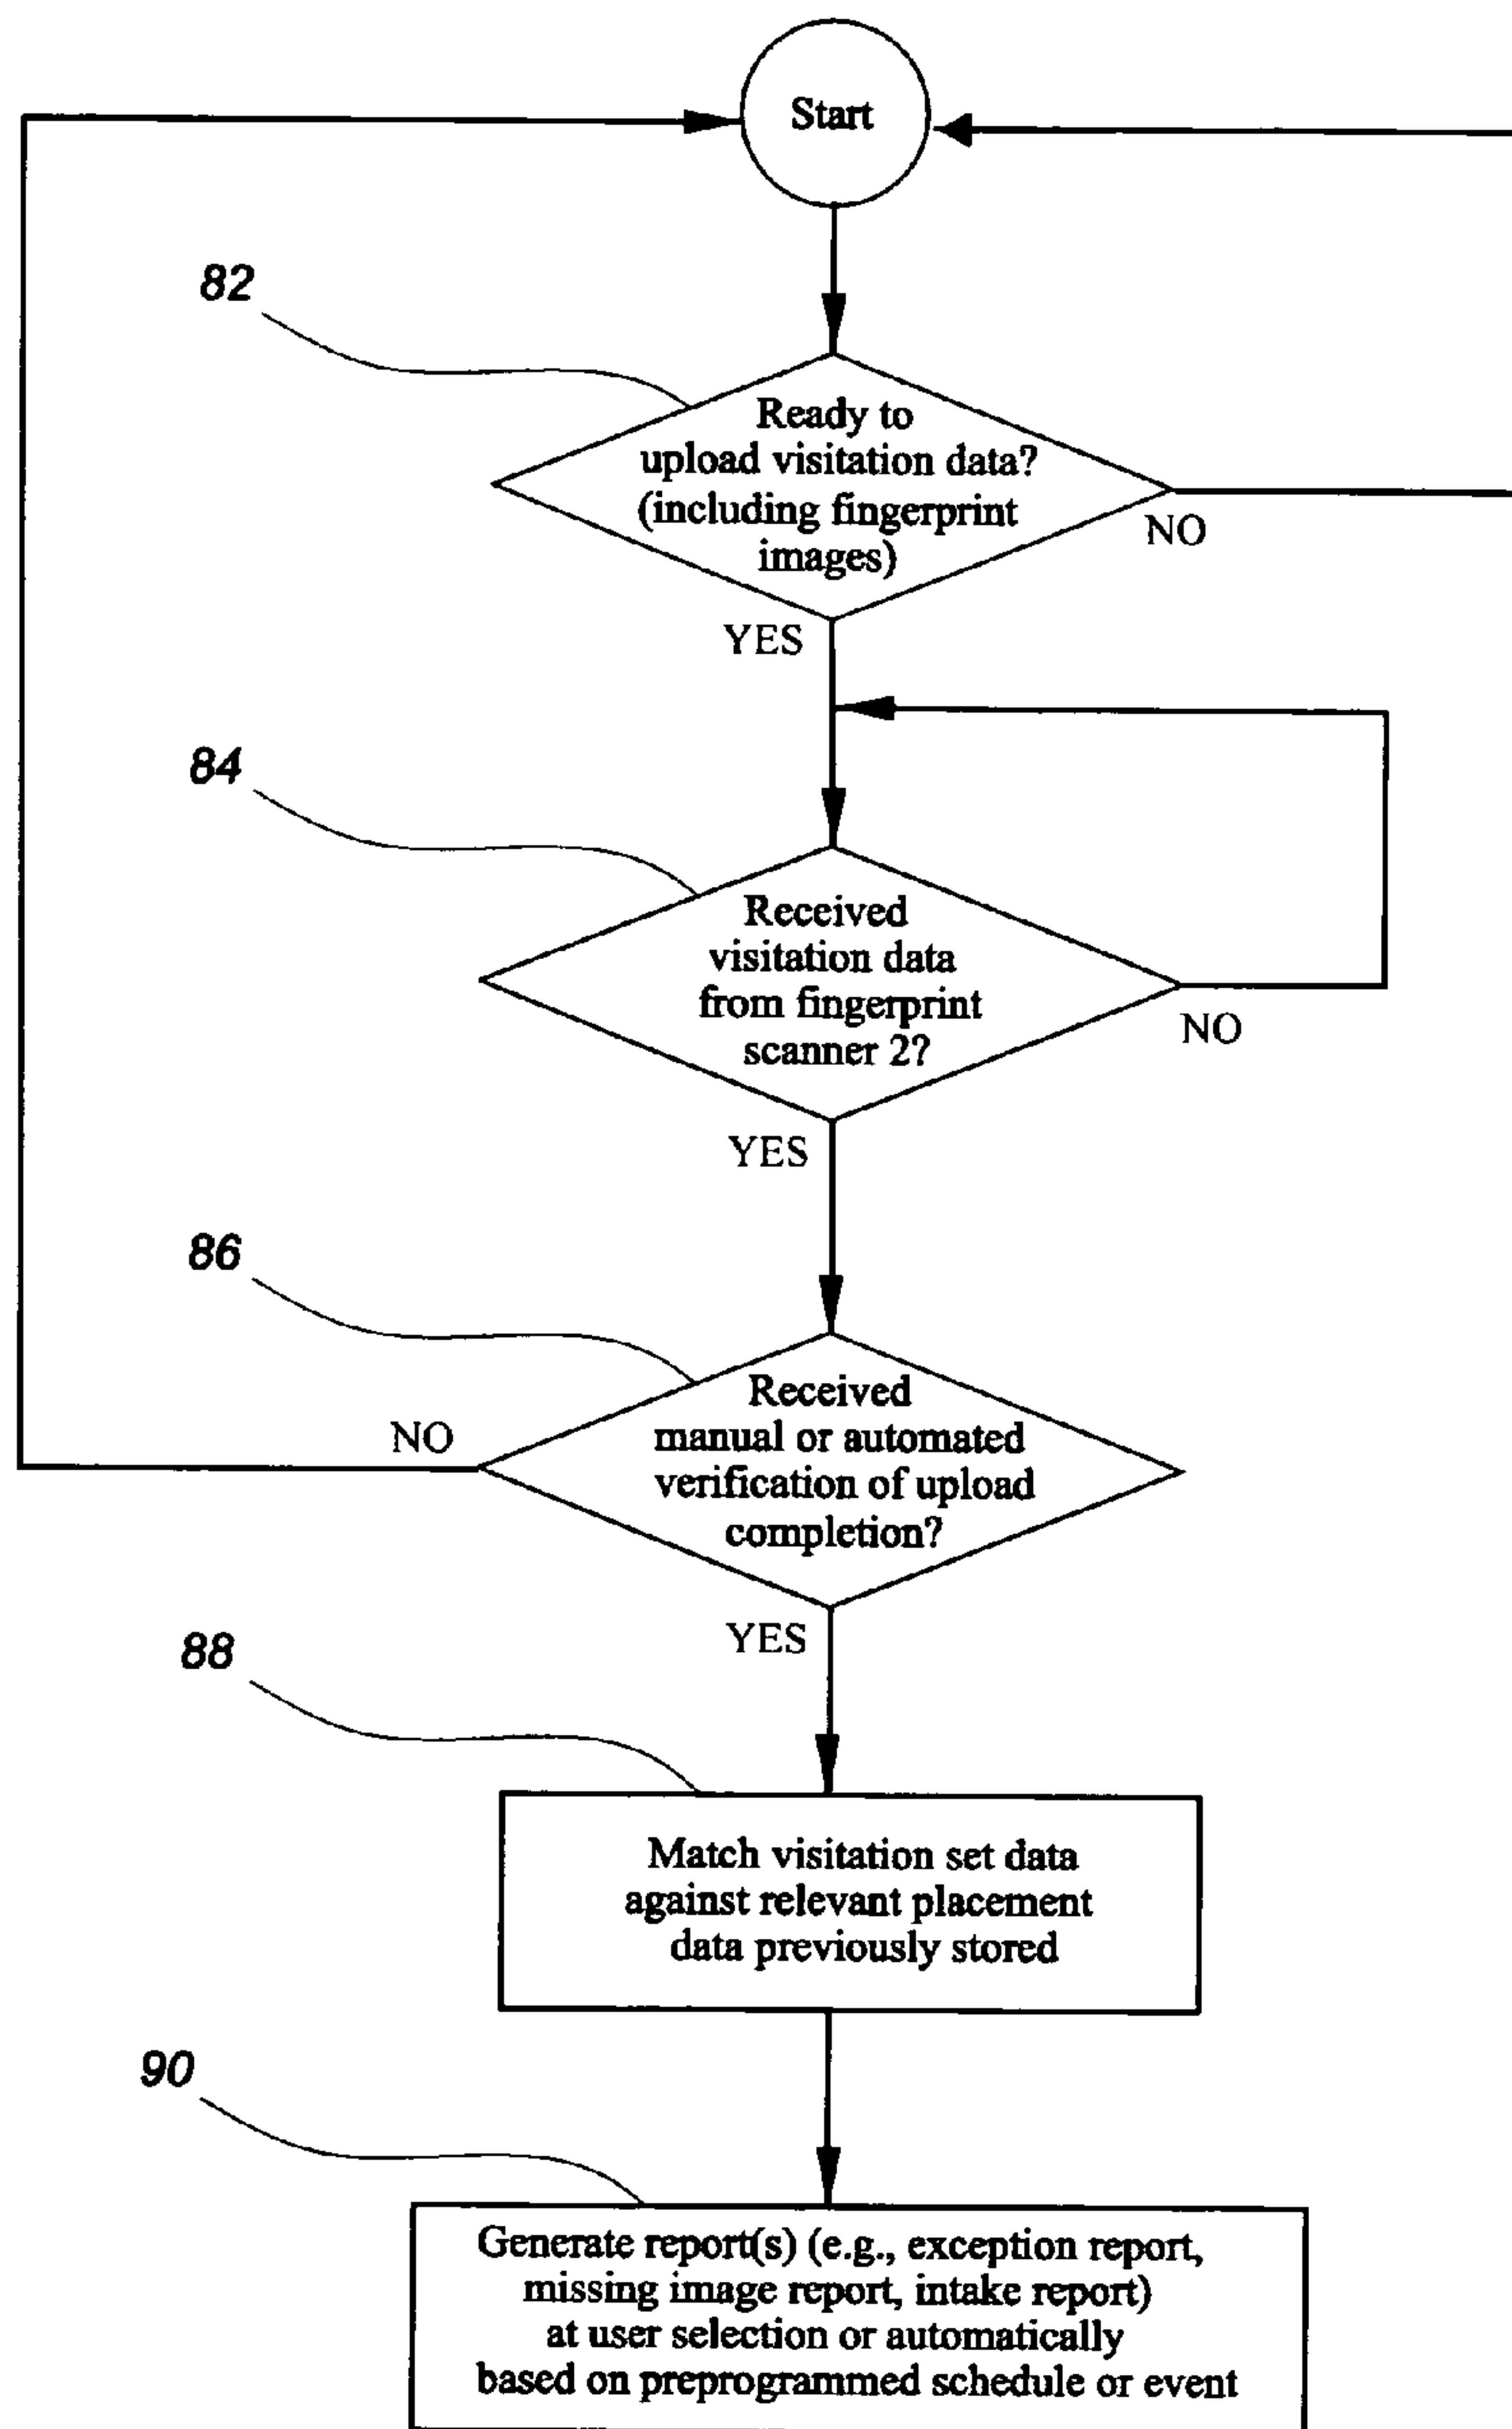 Start
82
Ready to
upload visitation data?
(including fingerprint
images)
NO
YES
84
Received
visitation data
from fingerprint
scanner 2?
NO
YES
86
Received
manual or automated
verification of upload
completion?
NO
YES
88
Match visitation set data
against relevant placement
data previously stored
90
Generate report(s) (e.g., exception report,
missing image report, intake report)
at user selection or automatically
based on preprogrammed schedule or event